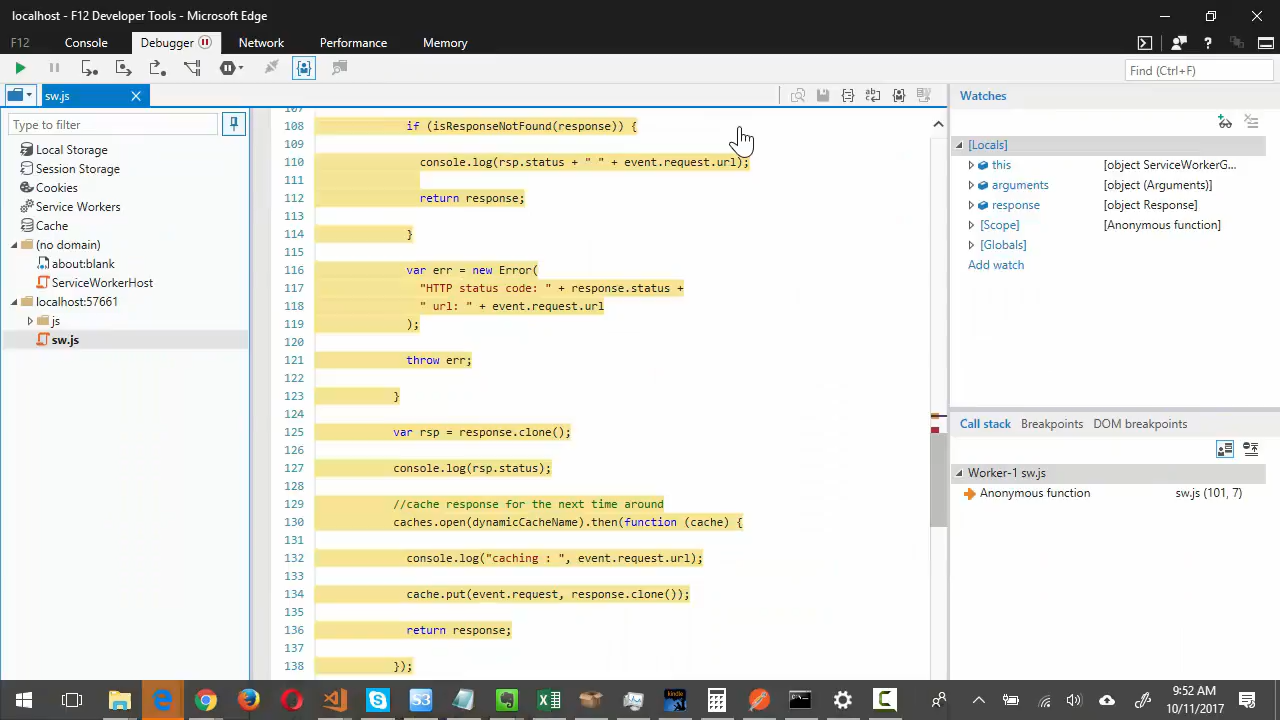 localhost - F12 Developer Tools - Microsoft Edge
F12 Console Debugger Network Performance Memory
Find (Ctrl+F)
sw.js
Type to filter
Local Storage
Session Storage
Cookies
Service Workers
Cache
(no domain)
about:blank
ServiceWorkerHost
localhost:57661
js
sw.js
107
108 if (isResponseNotFound(response)) {
109
110 console.log(rsp.status + " " + event.request.url);
111
112 return response;
113
114 }
115
116 var err = new Error(
117 "HTTP status code: " + response.status +
118 " url: " + event.request.url
119 );
120
121 throw err;
122
123 }
124
125 var rsp = response.clone();
126
127 console.log(rsp.status);
128
129 //cache response for the next time around
130 caches.open(dynamicCacheName).then(function (cache) {
131
132 console.log("caching : ", event.request.url);
133
134 cache.put(event.request, response.clone());
135
136 return response;
137
138 });
Watches
[Locals]
this [object ServiceWorkerG...
arguments [object (Arguments)]
response [object Response]
[Scope] [Anonymous function]
[Globals]
Add watch
Call stack Breakpoints DOM breakpoints
Worker-1 sw.js
Anonymous function sw.js (101, 7)
S3
kindle
9:52 AM
10/11/2017